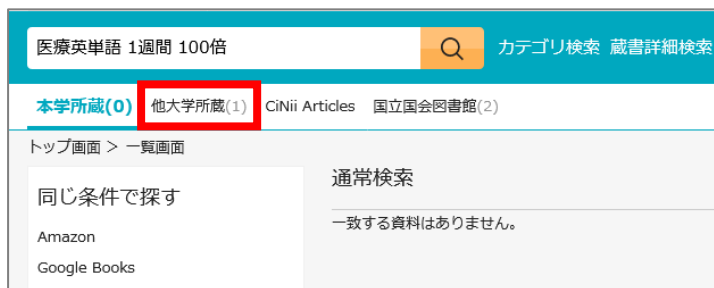 医療英単語 1週間 100倍 カテゴリ検索 蔵書詳細検索
本学所蔵(0) 他大学所蔵(1) CiNii Articles 国立国会図書館(2)
トップ画面 > 一覧画面
同じ条件で探す
Amazon
Google Books
通常検索
一致する資料はありません。